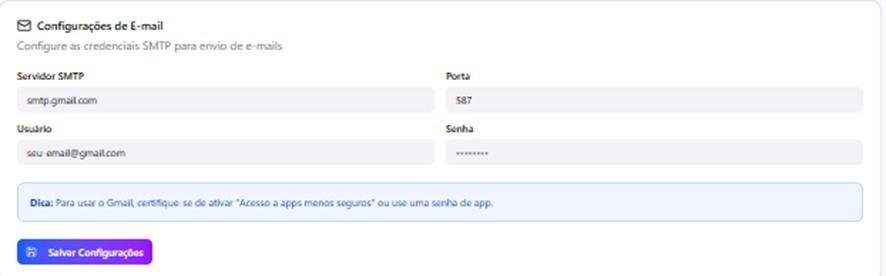 Configurações de E-mail
Configure as credenciais SMTP para envio de e-mails
Servidor SMTP
Porta
smtp.gmail.com
587
Usuário
Senha
seu-email@gmail.com
••••••••
Dica: Para usar o Gmail, certifique-se de ativar "Acesso a apps menos seguros" ou use uma senha de app.
Salvar Configurações